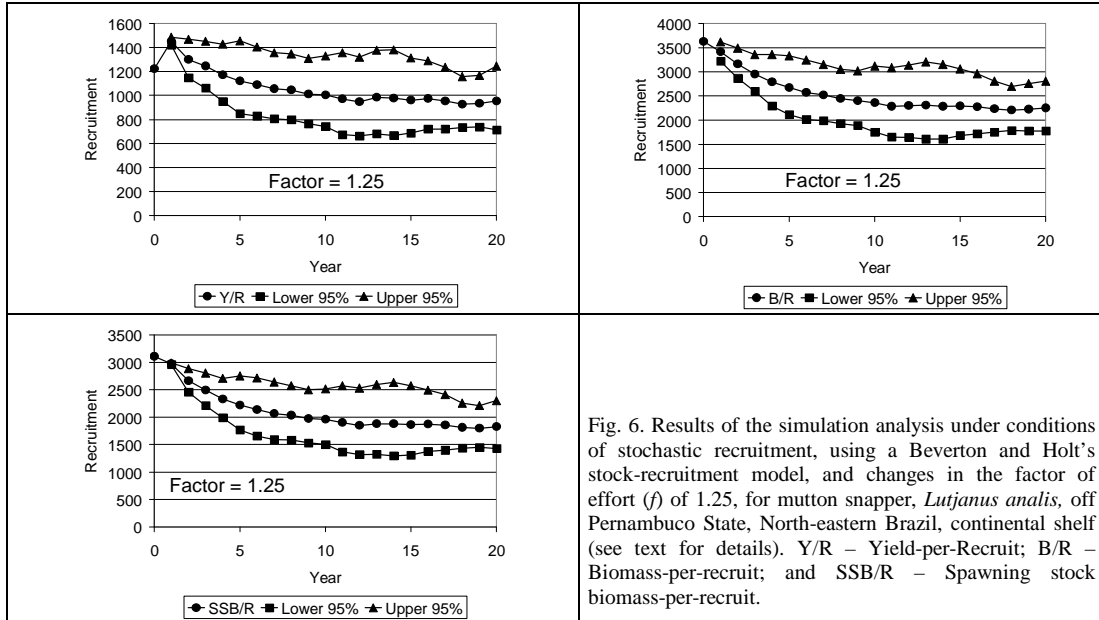 1600
1400
1200
1000
800
600
400
200
0
Recruitment
Factor = 1.25
0 5 10 15 20
Year
Y/R Lower 95% Upper 95%
4000
3500
3000
2500
2000
1500
1000
500
0
Recruitment
Factor = 1.25
0 5 10 15 20
Year
B/R Lower 95% Upper 95%
3500
3000
2500
2000
1500
1000
500
0
Recruitment
Factor = 1.25
0 5 10 15 20
Year
SSB/R Lower 95% Upper 95%
Fig. 6. Results of the simulation analysis under conditions
of stochastic recruitment, using a Beverton and Holt's
stock-recruitment model, and changes in the factor of
effort (f) of 1.25, for mutton snapper, Lutjanus analis, off
Pernambuco State, North-eastern Brazil, continental shelf
(see text for details). Y/R – Yield-per-Recruit; B/R –
Biomass-per-recruit; and SSB/R – Spawning stock
biomass-per-recruit.